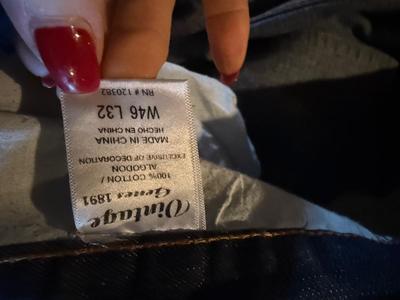 Vintage
Genes 1891
100% COTTON /
ALGODON
EXCLUSIVE OF DECORATION
MADE IN CHINA
HECHO EN CHINA
W46 L32
RN # 120382